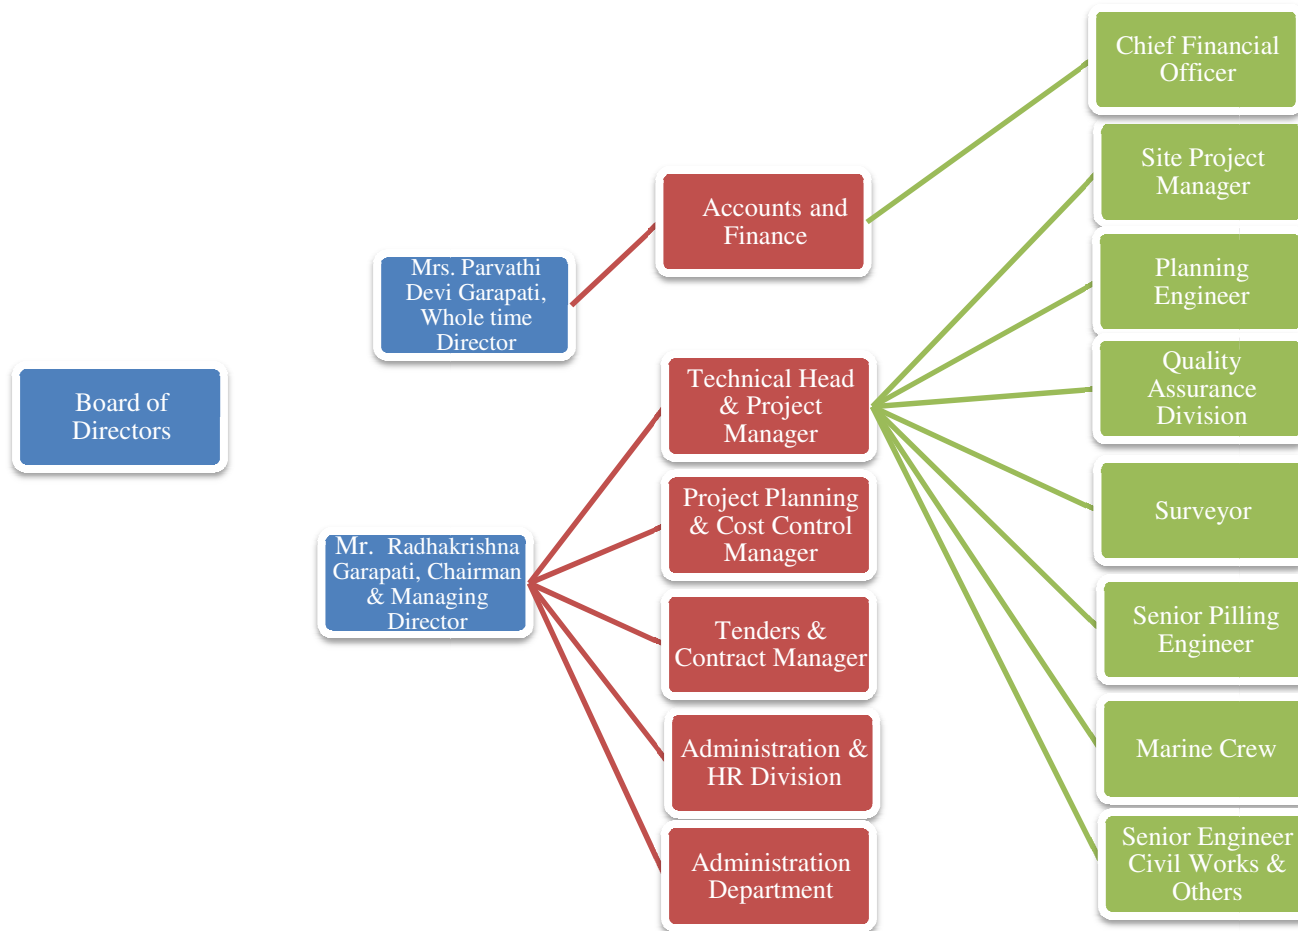 Board of
Directors
Mrs. Parvathi
Devi Garapati,
Whole time
Director
Mr. Radhakrishna
Garapati, Chairman
& Managing
Director
Accounts and
Finance
Technical Head
& Project
Manager
Project Planning
& Cost Control
Manager
Tenders &
Contract Manager
Administration &
HR Division
Administration
Department
Chief Financial
Officer
Site Project
Manager
Planning
Engineer
Quality
Assurance
Division
Surveyor
Senior Pilling
Engineer
Marine Crew
Senior Engineer
Civil Works &
Others